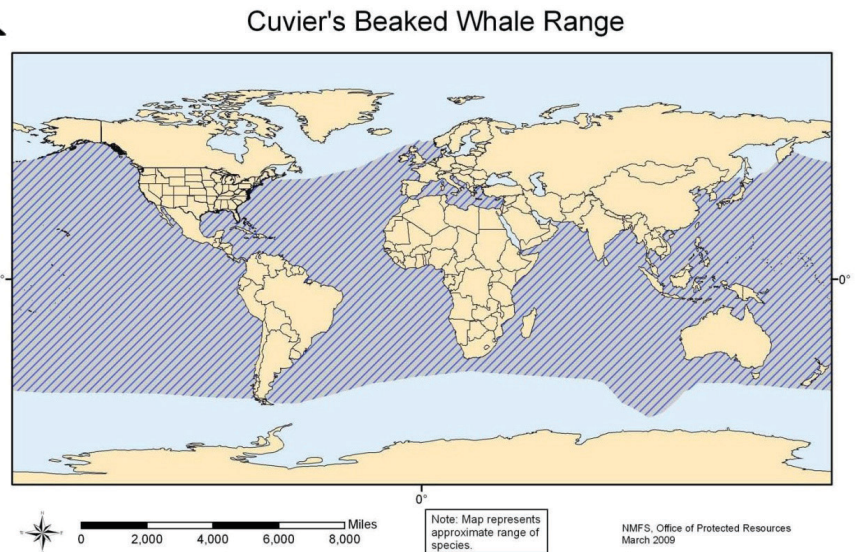 Cuvier's Beaked Whale Range
0°
0°
0°
Miles
0 2,000 4,000 6,000 8,000
Note: Map represents
approximate range of
species.
NMFS, Office of Protected Resources
March 2009